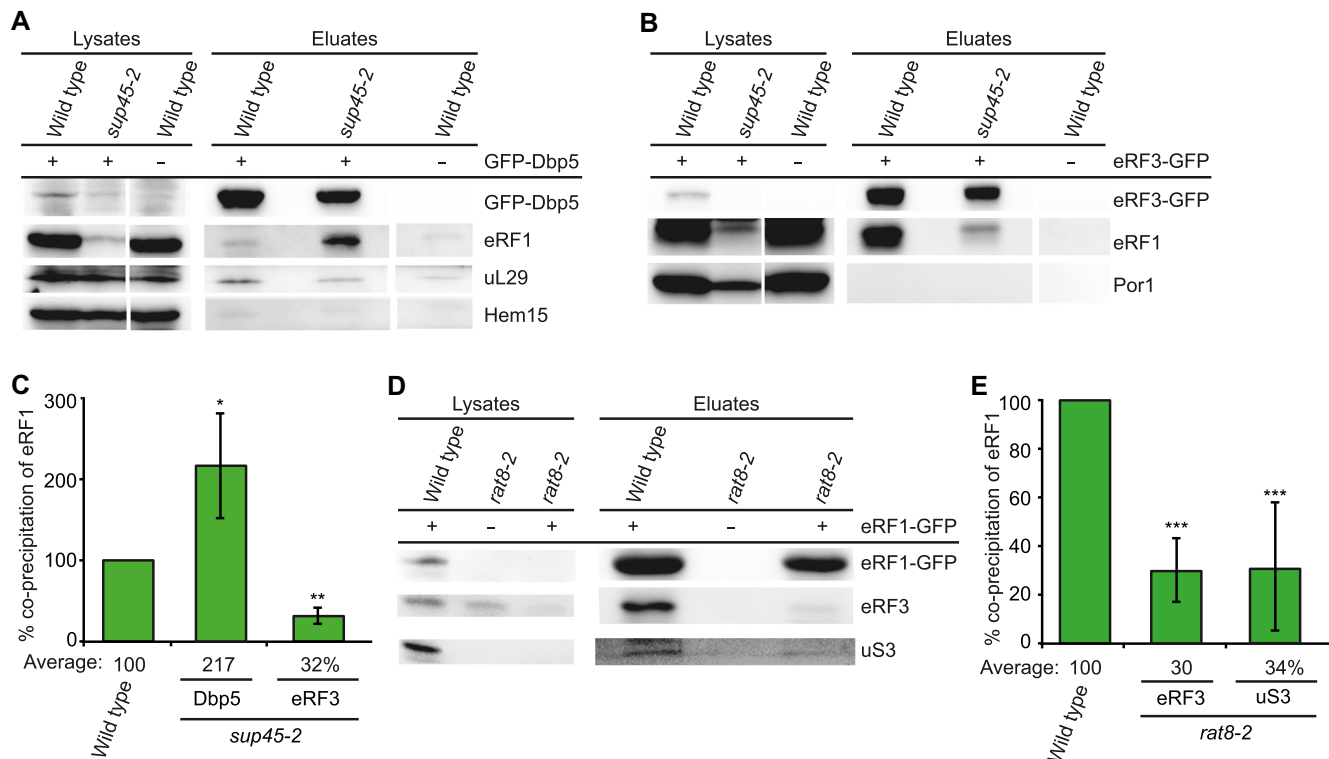 A
Lysates
Eluates
Wild type
sup45-2
Wild type
Wild type
sup45-2
Wild type
+ + – + + – GFP-Dbp5
GFP-Dbp5
eRF1
uL29
Hem15
B
Lysates
Eluates
Wild type
sup45-2
Wild type
Wild type
sup45-2
Wild type
+ + – + + – eRF3-GFP
eRF3-GFP
eRF1
Por1
C
% co-precipitation of eRF1
300
200
100
0
*
**
Average: 100 217 32%
Wild type
Dbp5
eRF3
sup45-2
D
Lysates
Eluates
Wild type
rat8-2
rat8-2
Wild type
rat8-2
rat8-2
+ – + + – + eRF1-GFP
eRF1-GFP
eRF3
uS3
E
% co-precipitation of eRF1
100
80
60
40
20
0
***
***
Average: 100 30 34%
Wild type
eRF3
uS3
rat8-2